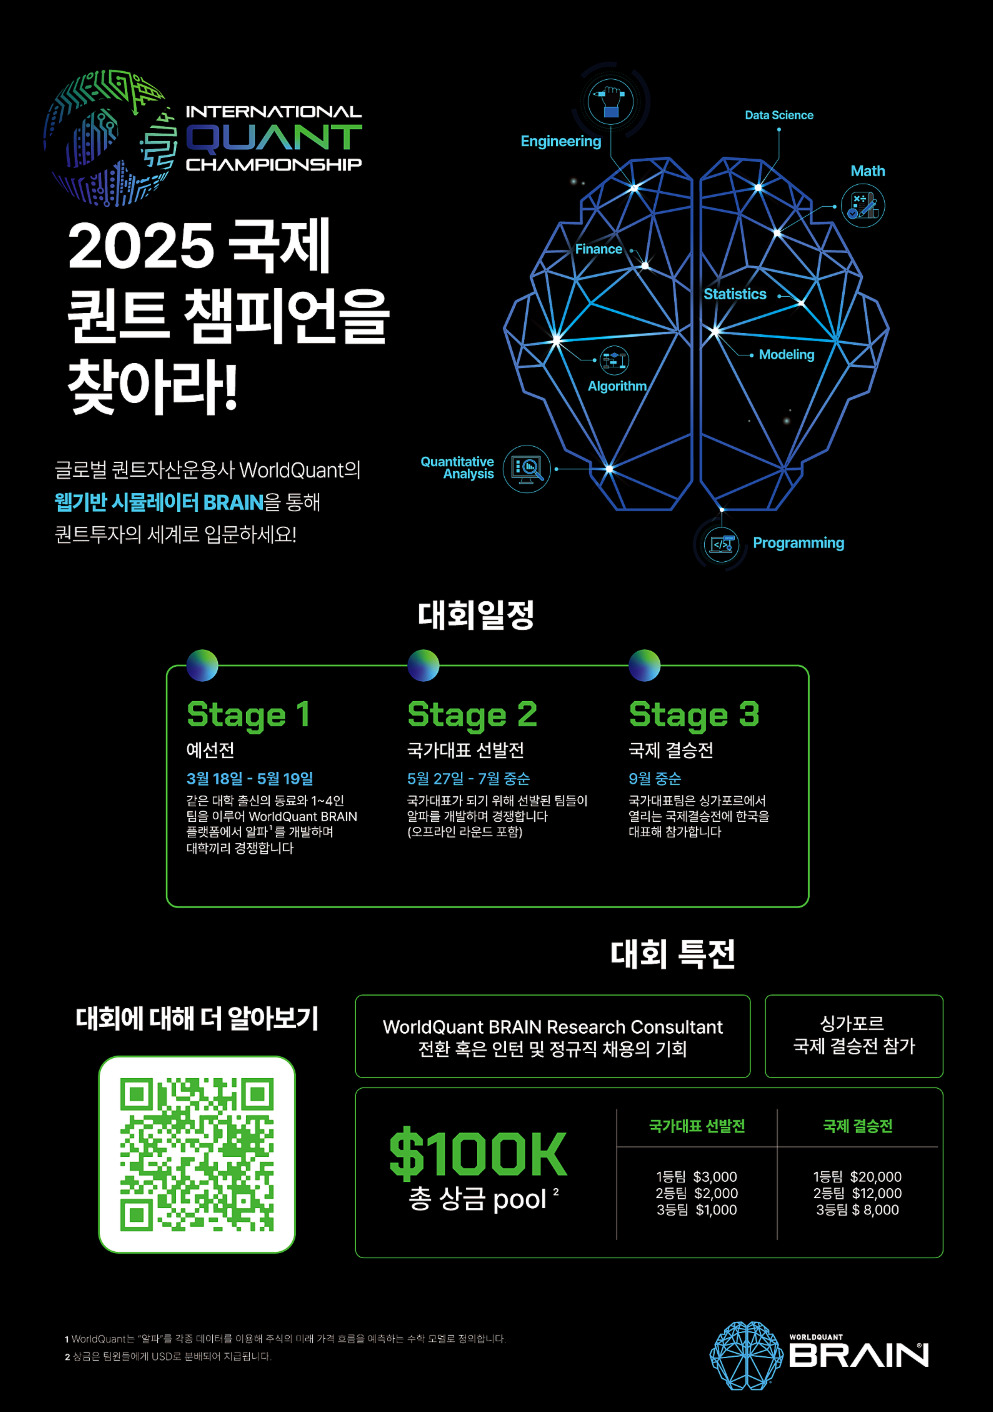 INTERNATIONAL
QUANT
CHAMPIONSHIP
2025 국제
퀀트 챔피언을
찾아라!
글로벌 퀀트자산운용사 WorldQuant의
웹기반 시뮬레이터 BRAIN을 통해
퀀트투자의 세계로 입문하세요!
Engineering
Data Science
Math
Finance
Statistics
Modeling
Algorithm
Quantitative
Analysis
Programming
대회일정
Stage 1
예선전
3월 18일 - 5월 19일
같은 대학 출신의 동료와 1~4인
팀을 이루어 WorldQuant BRAIN
플랫폼에서 알파¹를 개발하며
대학끼리 경쟁합니다
Stage 2
국가대표 선발전
5월 27일 - 7월 중순
국가대표가 되기 위해 선발된 팀들이
알파를 개발하며 경쟁합니다
(오프라인 라운드 포함)
Stage 3
국제 결승전
9월 중순
국가대표팀은 싱가포르에서
열리는 국제결승전에 한국을
대표해 참가합니다
대회 특전
대회에 대해 더 알아보기
WorldQuant BRAIN Research Consultant
전환 혹은 인턴 및 정규직 채용의 기회
싱가포르
국제 결승전 참가
$100K
총 상금 pool ²
국가대표 선발전
1등팀 $3,000
2등팀 $2,000
3등팀 $1,000
국제 결승전
1등팀 $20,000
2등팀 $12,000
3등팀 $ 8,000
1 WorldQuant는 "알파"를 각종 데이터를 이용해 주식의 미래 가격 흐름을 예측하는 수학 모델로 정의합니다.
2 상금은 팀원들에게 USD로 분배되어 지급됩니다.
WORLDQUANT
BRAIN®